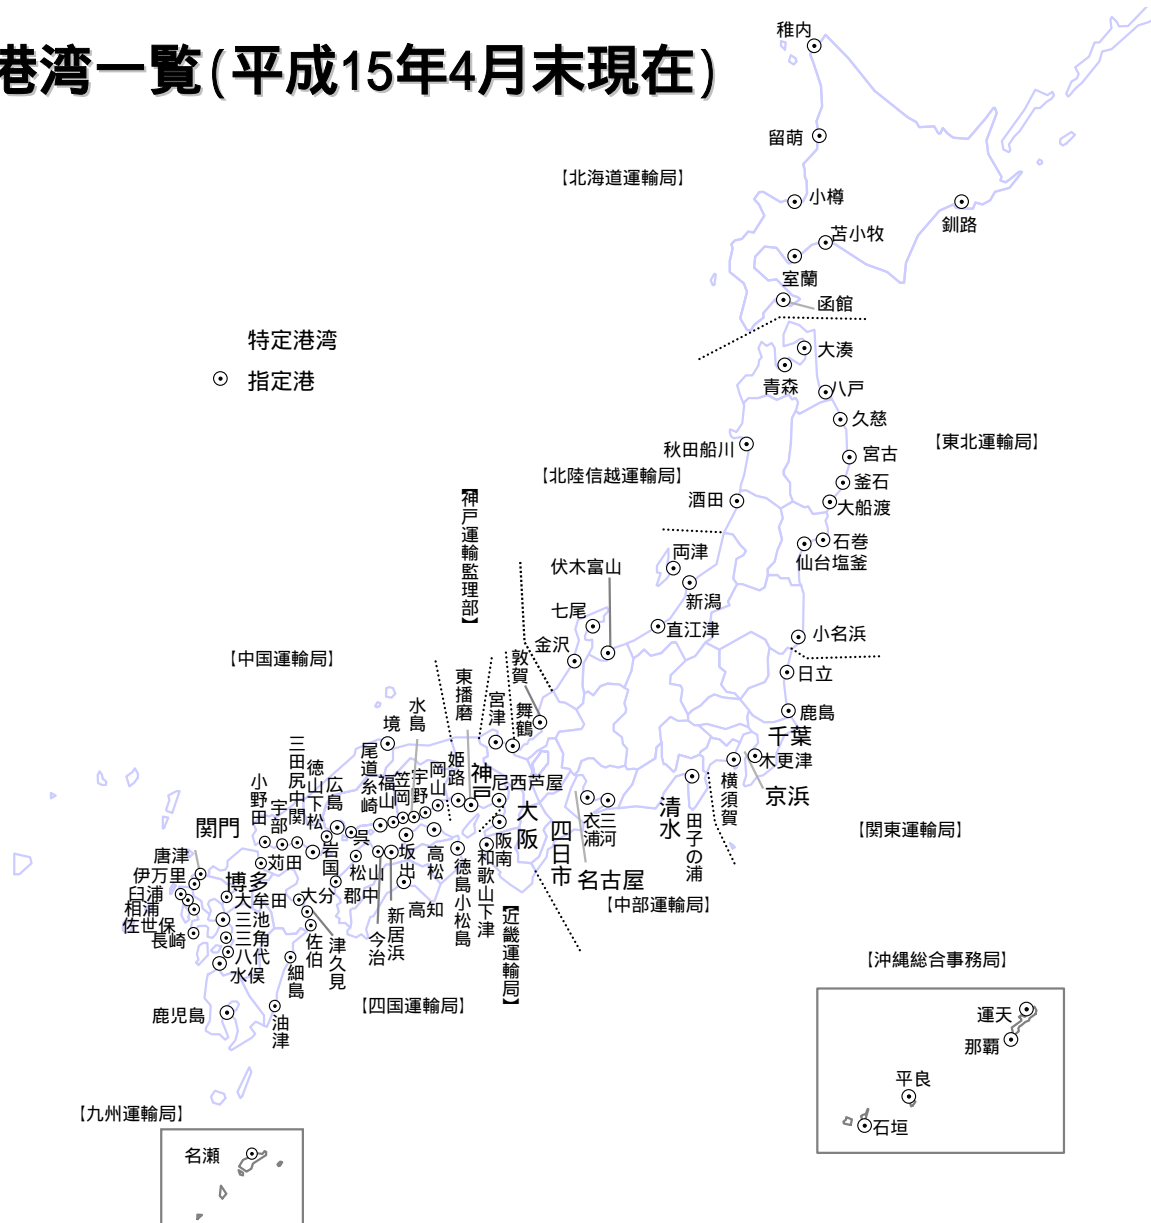 港湾一覧(平成15年4月末現在)
稚内
留萌
【北海道運輸局】
小樽
釧路
苫小牧
室蘭
函館
特定港湾
指定港
大湊
青森
八戸
久慈
【東北運輸局】
秋田船川
宮古
【北陸信越運輸局】
釜石
酒田
大船渡
【神戸運輸監理部】
石巻
仙台塩釜
両津
伏木富山
新潟
七尾
直江津
小名浜
金沢
【中国運輸局】
敦賀
日立
東播磨
宮津
舞鶴
鹿島
水島
境
千葉
木更津
三田尻中関
徳山下松
広島
尾道糸崎
福山
笠岡
宇野
岡山
姫路
神戸
尼西芦屋
横須賀
京浜
小野田
宇部
大阪
清水
田子の浦
衣浦
三河
四日市
関門
呉
阪南
【関東運輸局】
唐津
苅田
岩国
松山
坂出
高松
徳島小松島
和歌山下津
名古屋
伊万里
博多
臼浦
大牟田
大分
郡中
相浦
高知
【中部運輸局】
佐世保
三池
新居浜
今治
【近畿運輸局】
長崎
三角
佐伯
津久見
八代
水俣
細島
【沖縄総合事務局】
鹿児島
油津
【四国運輸局】
運天
那覇
平良
石垣
【九州運輸局】
名瀬